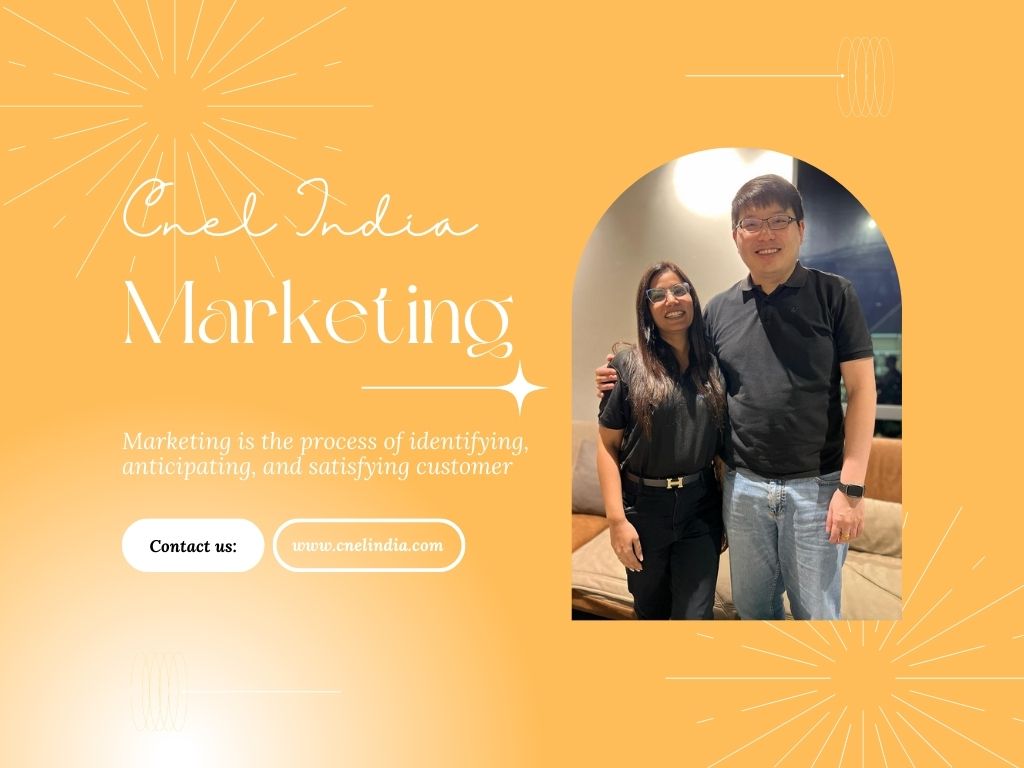 Cnel India
Marketing
Marketing is the process of identifying,
anticipating, and satisfying customer
Contact us:
www.cnelindia.com